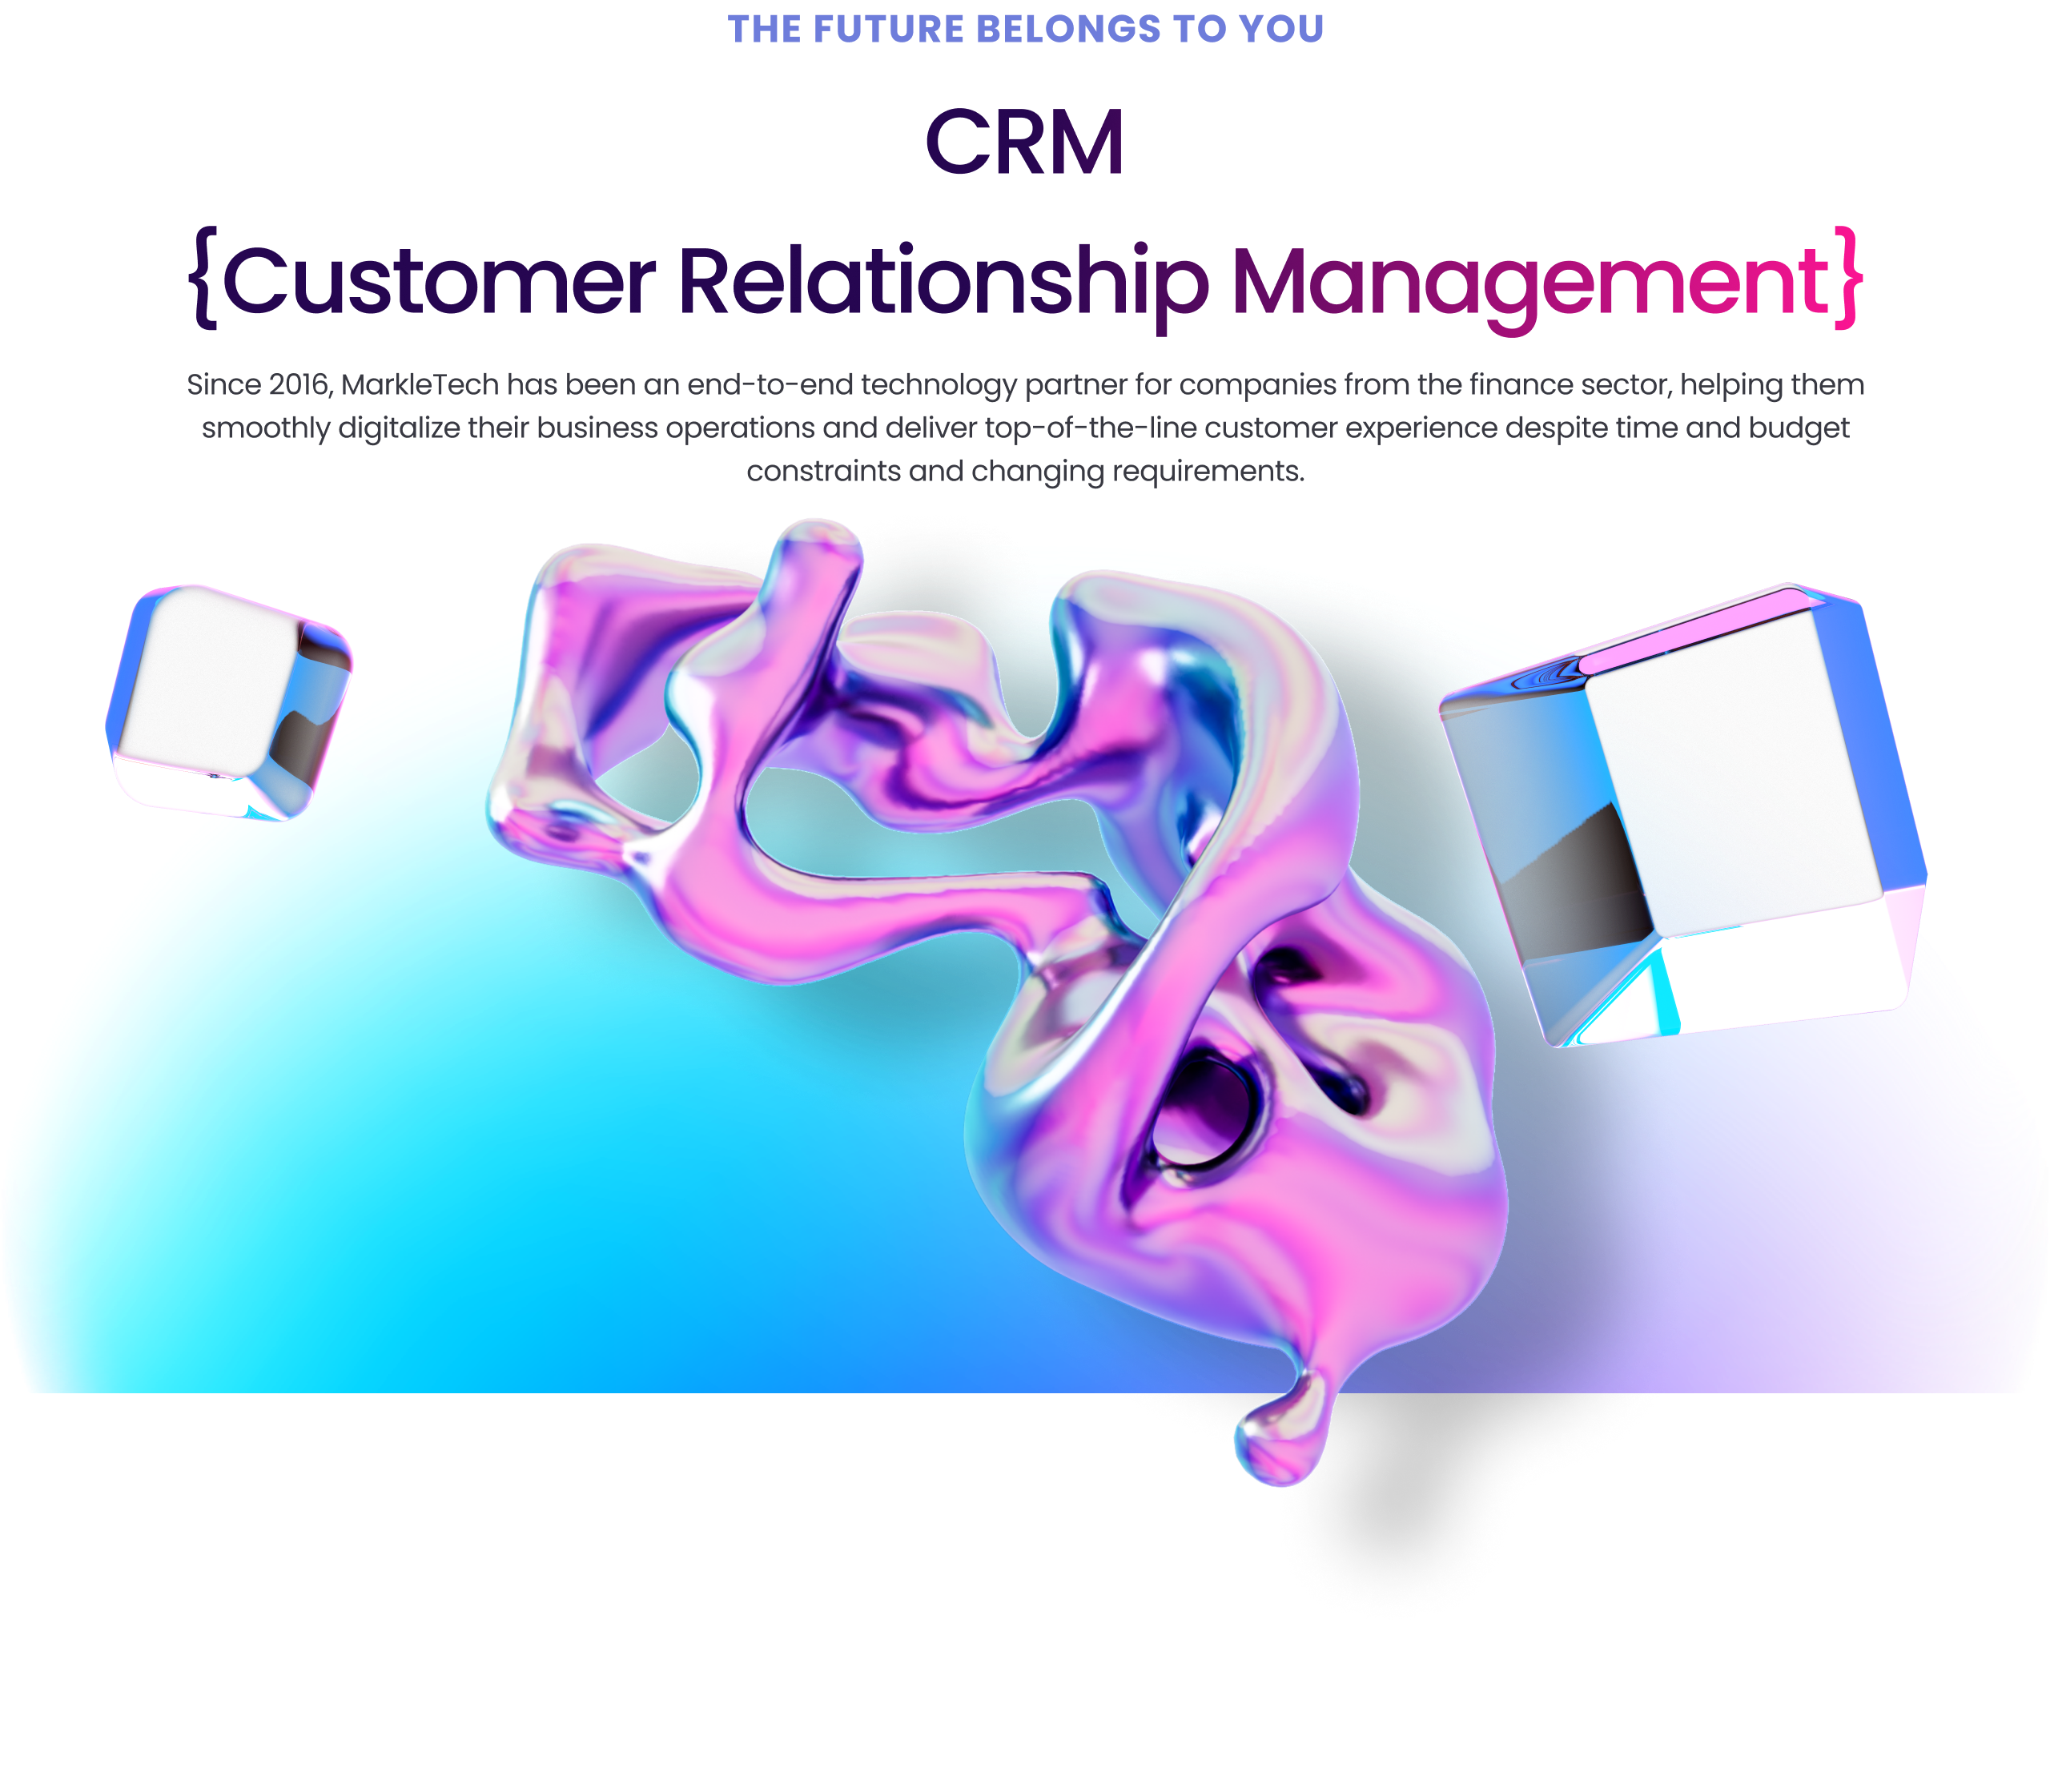 THE FUTURE BELONGS TO YOU
CRM
{Customer Relationship Management}
Since 2016, MarkleTech has been an end-to-end technology partner for companies from the finance sector, helping them
smoothly digitalize their business operations and deliver top-of-the-line customer experience despite time and budget
constraints and changing requirements.